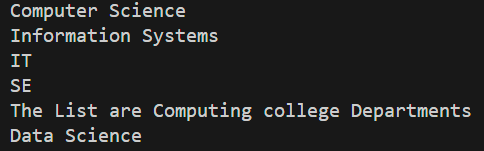 Computer Science
Information Systems
IT
SE
The List are Computing college Departments
Data Science